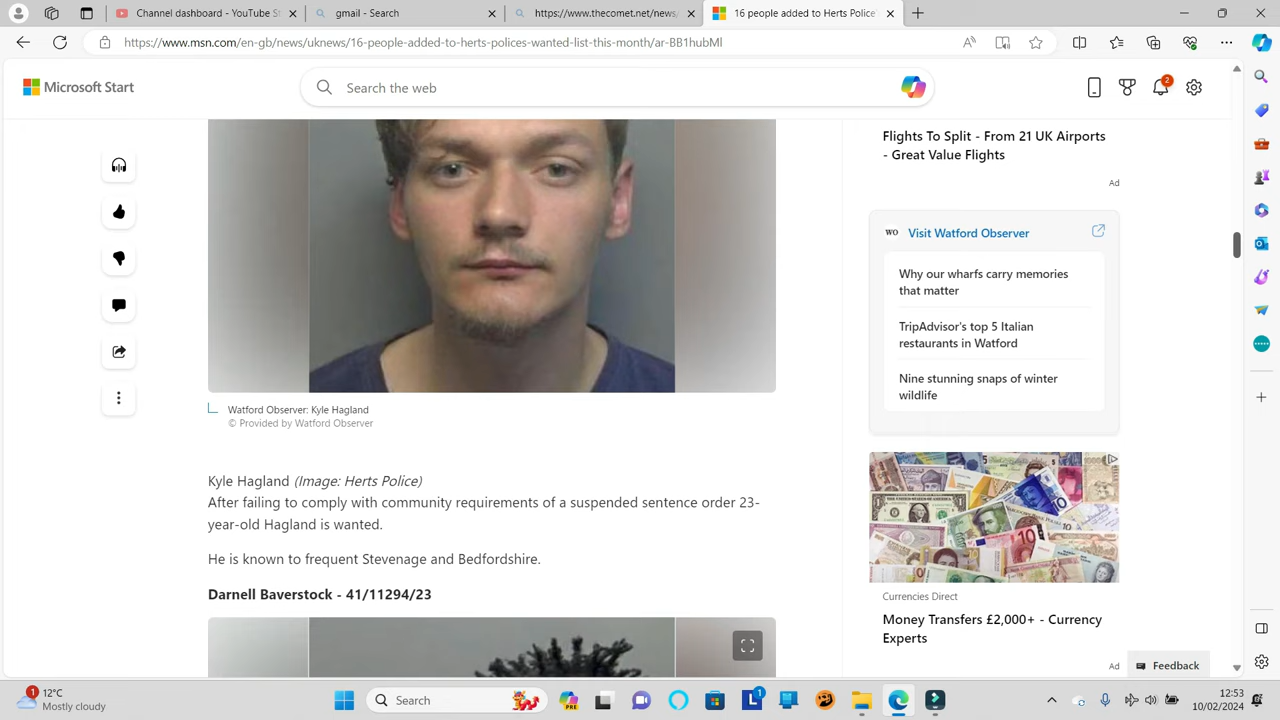 Channel dashboard - YouTube St
gmail - Search
https://www.thecomet.net/news/
16 people added to Herts Police'
https://www.msn.com/en-gb/news/uknews/16-people-added-to-herts-polices-wanted-list-this-month/ar-BB1hubMl
Microsoft Start
Search the web
2
Flights To Split - From 21 UK Airports
- Great Value Flights
Ad
WO Visit Watford Observer
Why our wharfs carry memories
that matter
TripAdvisor's top 5 Italian
restaurants in Watford
Nine stunning snaps of winter
wildlife
Watford Observer: Kyle Hagland
© Provided by Watford Observer
Kyle Hagland (Image: Herts Police)
After failing to comply with community requirements of a suspended sentence order 23-
year-old Hagland is wanted.
He is known to frequent Stevenage and Bedfordshire.
Darnell Baverstock - 41/11294/23
Currencies Direct
Money Transfers £2,000+ - Currency
Experts
Ad
Feedback
1
12°C
Mostly cloudy
Search
PRE
L
1
12:53
10/02/2024